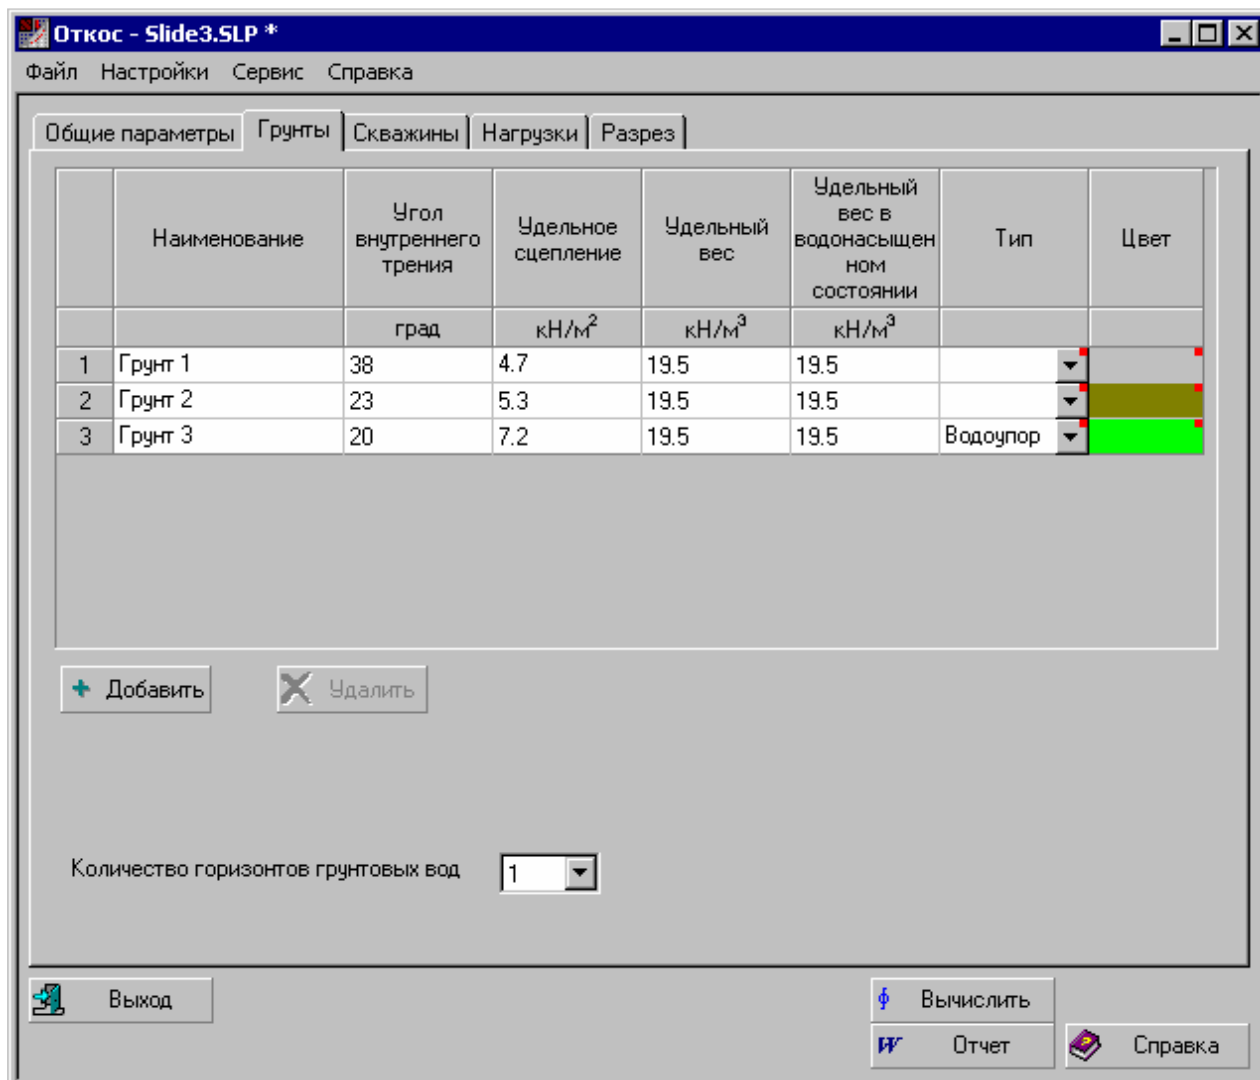 Откос - Slide3.SLP *
Файл Настройки Сервис Справка
Общие параметры Грунты Скважины Нагрузки Разрез
Наименование Угол внутреннего трения Удельное сцепление Удельный вес Удельный вес в водонасыщен ном состоянии Тип Цвет
град кН/м² кН/м³ кН/м³
1 Грунт 1 38 4.7 19.5 19.5
2 Грунт 2 23 5.3 19.5 19.5
3 Грунт 3 20 7.2 19.5 19.5 Водоупор
Добавить Удалить
Количество горизонтов грунтовых вод 1
Выход Вычислить
Отчет Справка